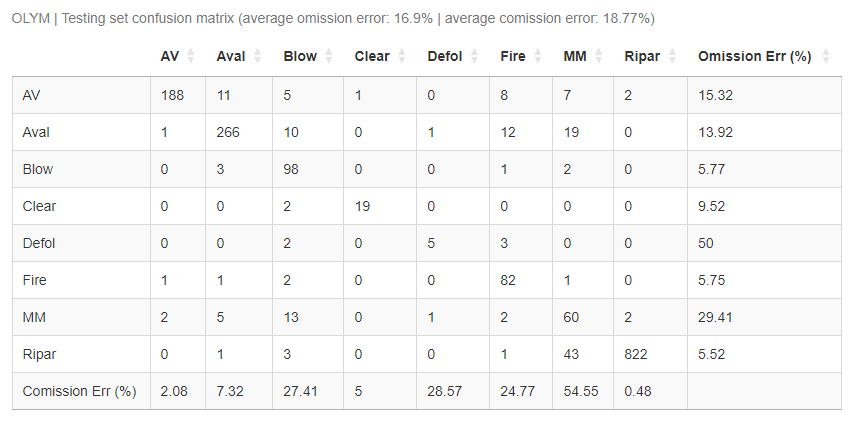 OLYM | Testing set confusion matrix (average omission error: 16.9% | average comission error: 18.77%)
AV Aval Blow Clear Defol Fire MM Ripar Omission Err (%)
AV 188 11 5 1 0 8 7 2 15.32
Aval 1 266 10 0 1 12 19 0 13.92
Blow 0 3 98 0 0 1 2 0 5.77
Clear 0 0 2 19 0 0 0 0 9.52
Defol 0 0 2 0 5 3 0 0 50
Fire 1 1 2 0 0 82 1 0 5.75
MM 2 5 13 0 1 2 60 2 29.41
Ripar 0 1 3 0 0 1 43 822 5.52
Comission Err (%) 2.08 7.32 27.41 5 28.57 24.77 54.55 0.48